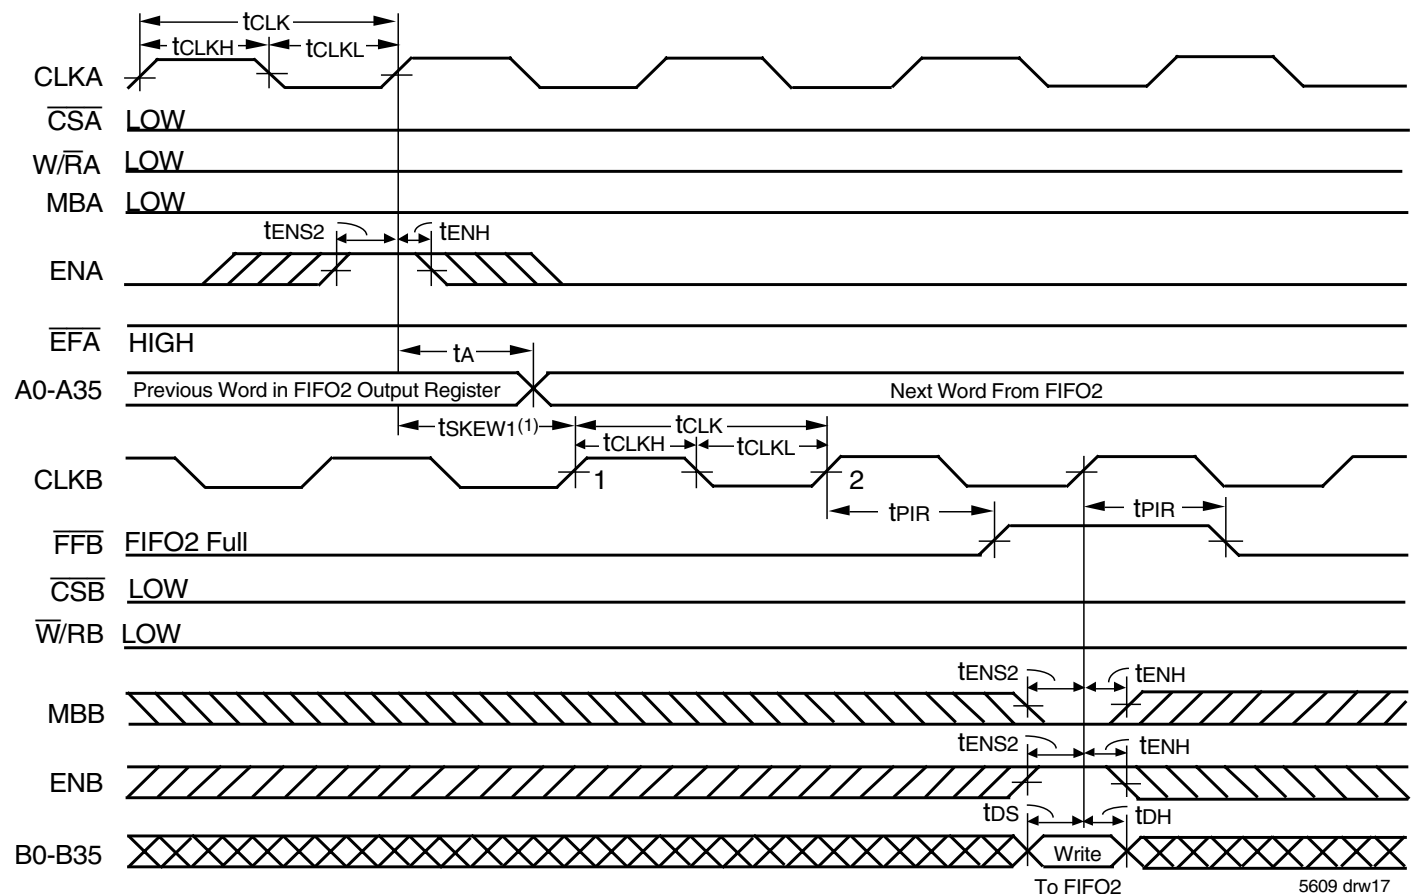 tCLK
tCLKH tCLKL
CLKA
CSA LOW
W/RA LOW
MBA LOW
tENS2 tENH
ENA
EFA HIGH
tA
A0-A35 Previous Word in FIFO2 Output Register Next Word From FIFO2
tSKEW1(1) tCLK
tCLKH tCLKL
CLKB 1 2
tPIR tPIR
FFB FIFO2 Full
CSB LOW
W/RB LOW
tENS2 tENH
MBB
tENS2 tENH
ENB
tDS tDH
B0-B35 Write
To FIFO2 5609 drw17